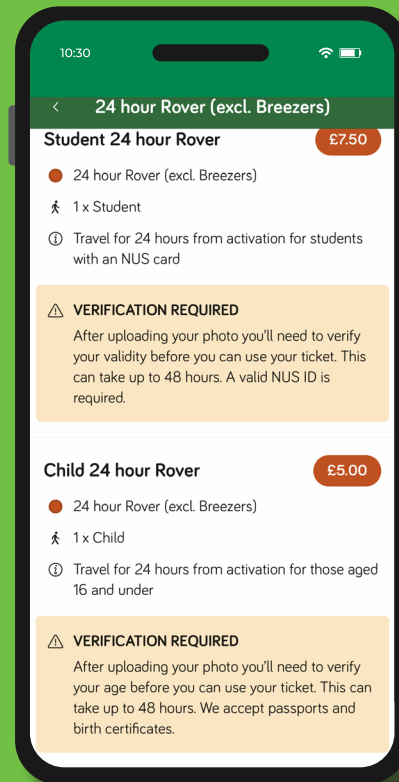 10:30
24 hour Rover (excl. Breezers)
Student 24 hour Rover
£7.50
24 hour Rover (excl. Breezers)
1 x Student
Travel for 24 hours from activation for students
with an NUS card
VERIFICATION REQUIRED
After uploading your photo you'll need to verify
your validity before you can use your ticket. This
can take up to 48 hours. A valid NUS ID is
required.
Child 24 hour Rover
£5.00
24 hour Rover (excl. Breezers)
1 x Child
Travel for 24 hours from activation for those aged
16 and under
VERIFICATION REQUIRED
After uploading your photo you'll need to verify
your age before you can use your ticket. This can
take up to 48 hours. We accept passports and
birth certificates.